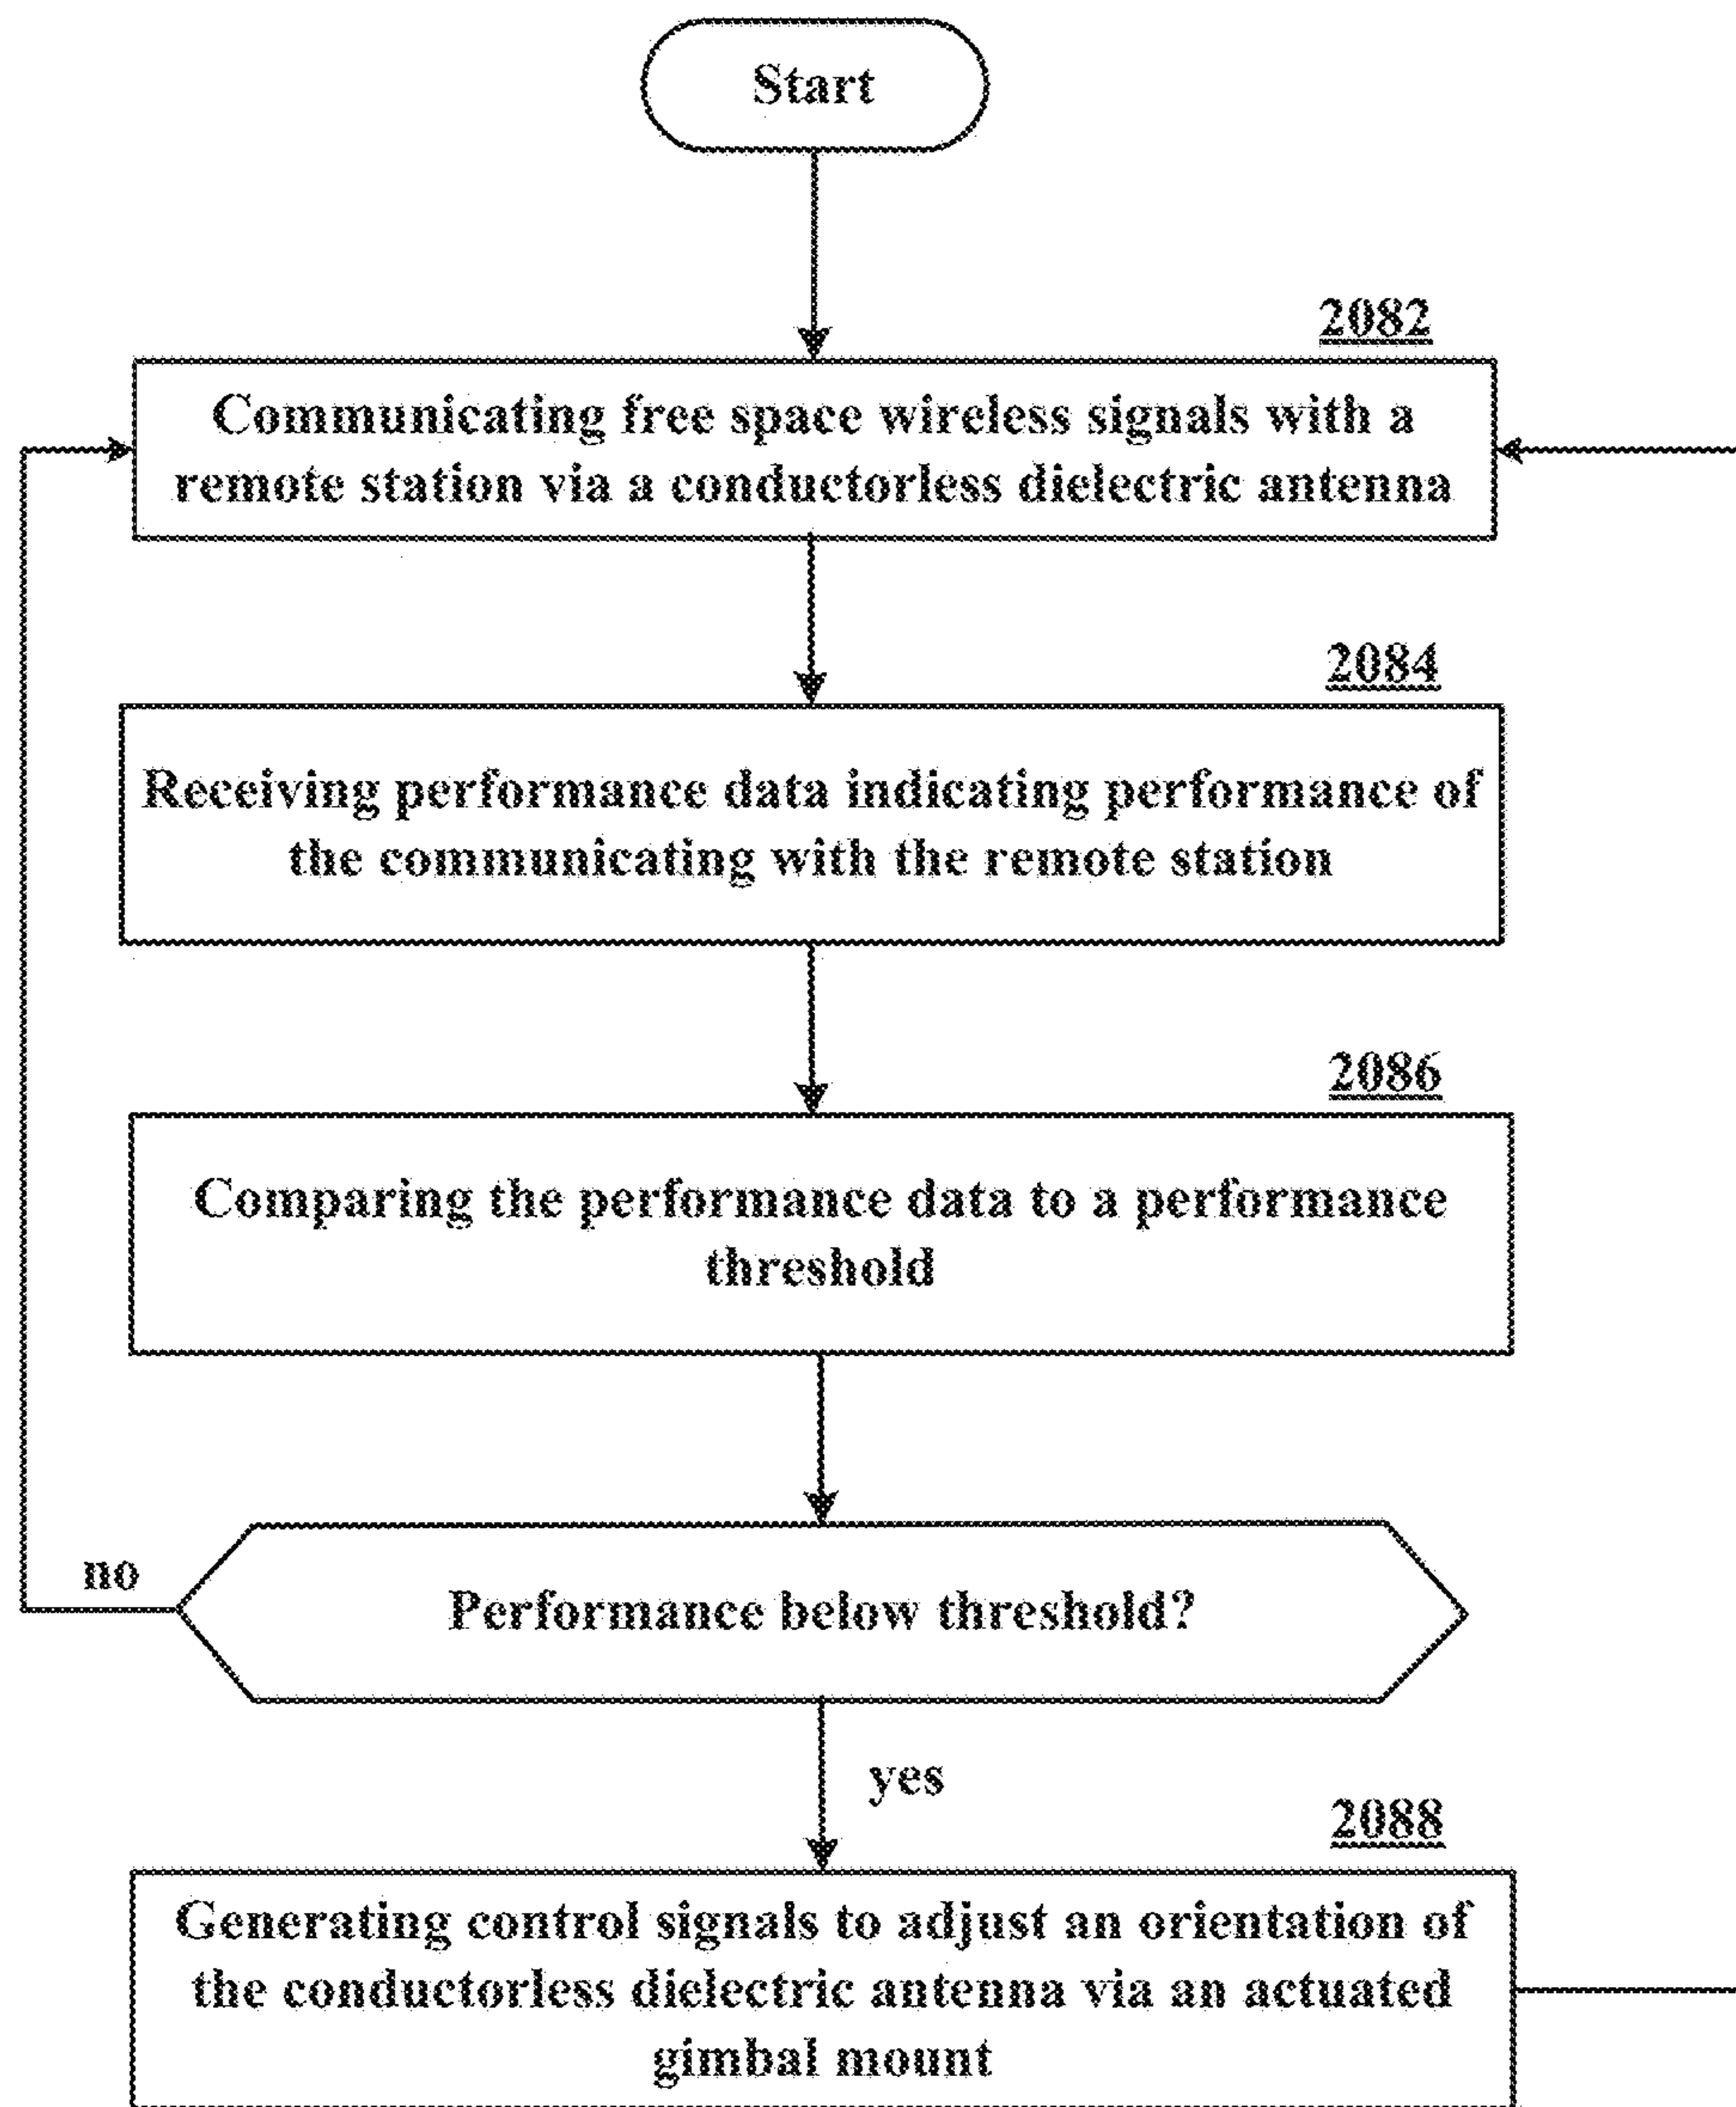 Start
2082
Communicating free space wireless signals with a
remote station via a conductorless dielectric antenna
2084
Receiving performance data indicating performance of
the communicating with the remote station
2086
Comparing the performance data to a performance
threshold
no
Performance below threshold?
yes
2088
Generating control signals to adjust an orientation of
the conductorless dielectric antenna via an actuated
gimbal mount